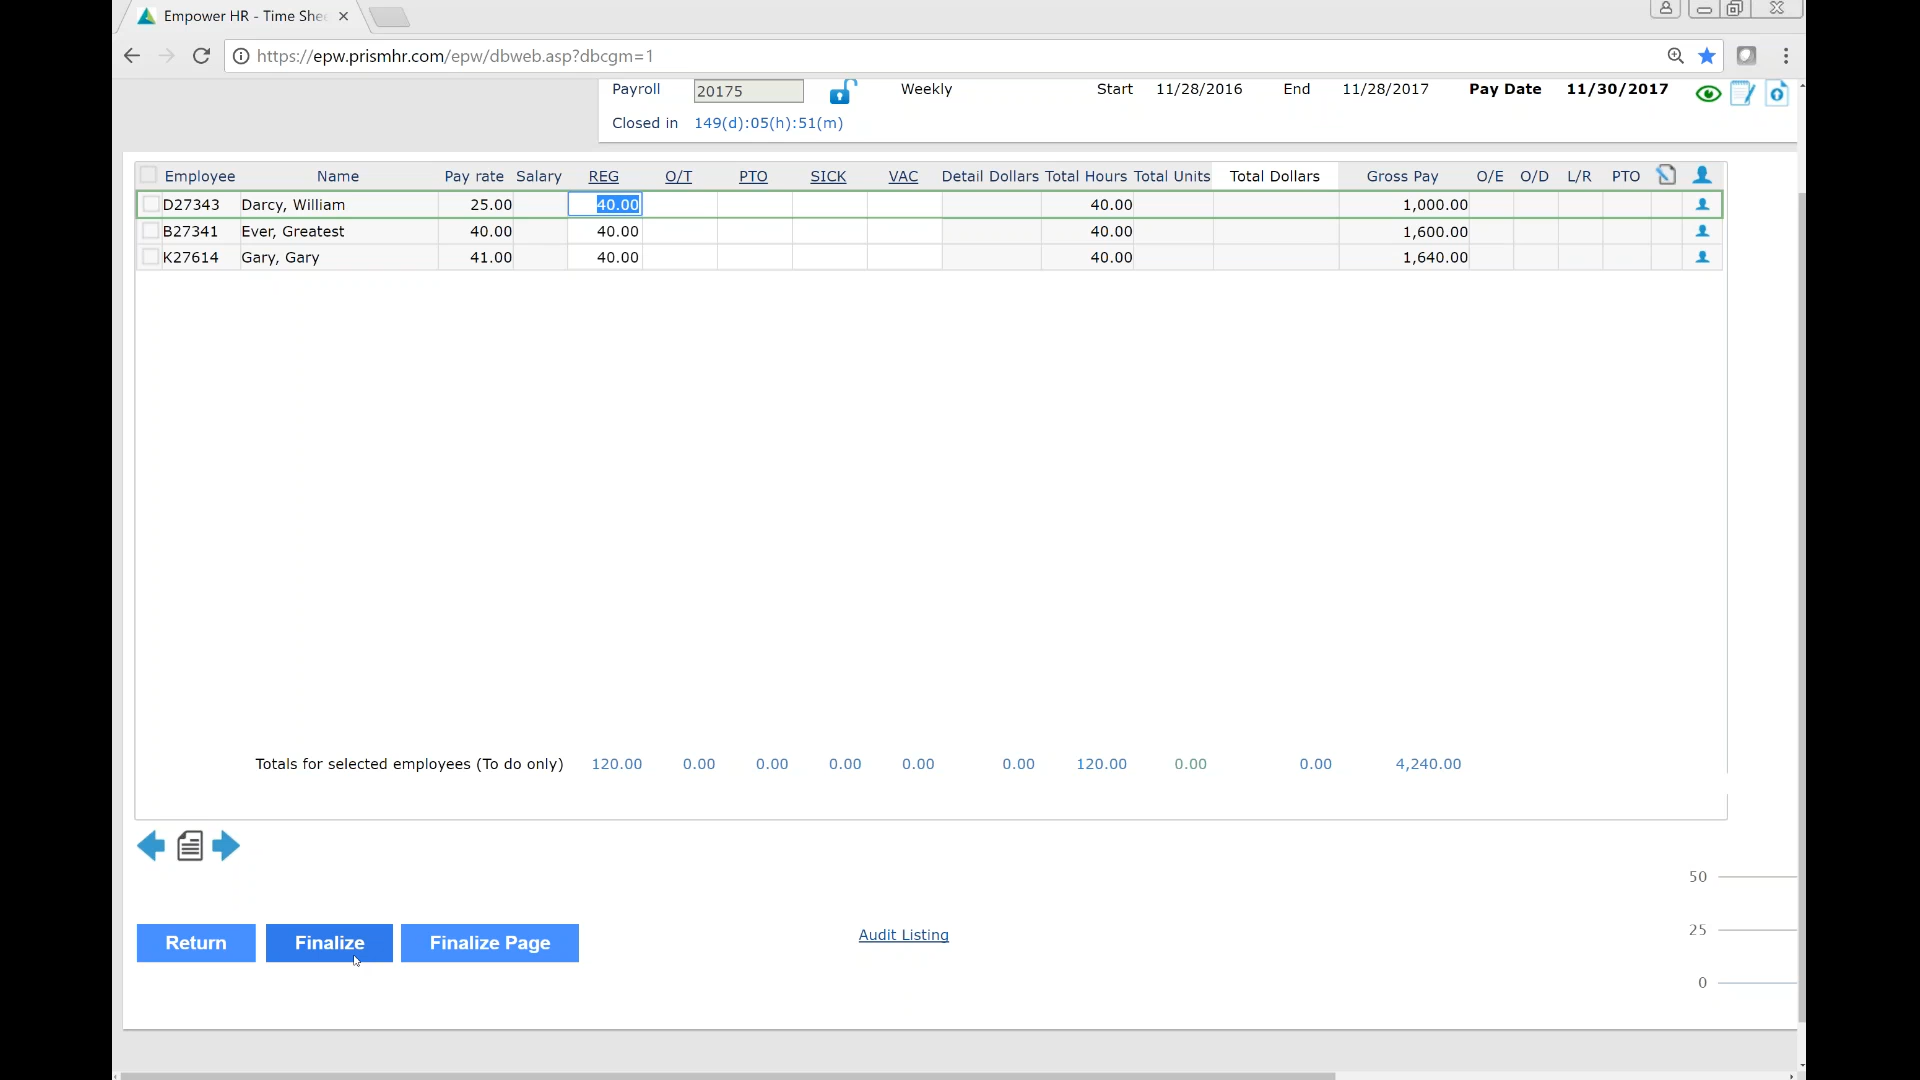 Empower HR - Time She
https://epw.prismhr.com/epw/dbweb.asp?dbcgm=1
Payroll 20175 Weekly Start 11/28/2016 End 11/28/2017 Pay Date 11/30/2017
Closed in 149(d):05(h):51(m)
Employee Name Pay rate Salary REG O/T PTO SICK VAC Detail Dollars Total Hours Total Units Total Dollars Gross Pay O/E O/D L/R PTO
D27343 Darcy, William 25.00 40.00 40.00 1,000.00
B27341 Ever, Greatest 40.00 40.00 40.00 1,600.00
K27614 Gary, Gary 41.00 40.00 40.00 1,640.00
Totals for selected employees (To do only) 120.00 0.00 0.00 0.00 0.00 0.00 120.00 0.00 0.00 4,240.00
50
25
0
Return Finalize Finalize Page Audit Listing